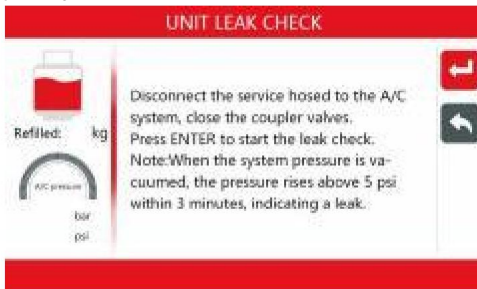 UNIT LEAK CHECK
Refilled: kg
A/C pressure
bar
psi
Disconnect the service hosed to the A/C
system, close the coupler valves.
Press ENTER to start the leak check.
Note:When the system pressure is va-
cuumed, the pressure rises above 5 psi
within 3 minutes, indicating a leak.